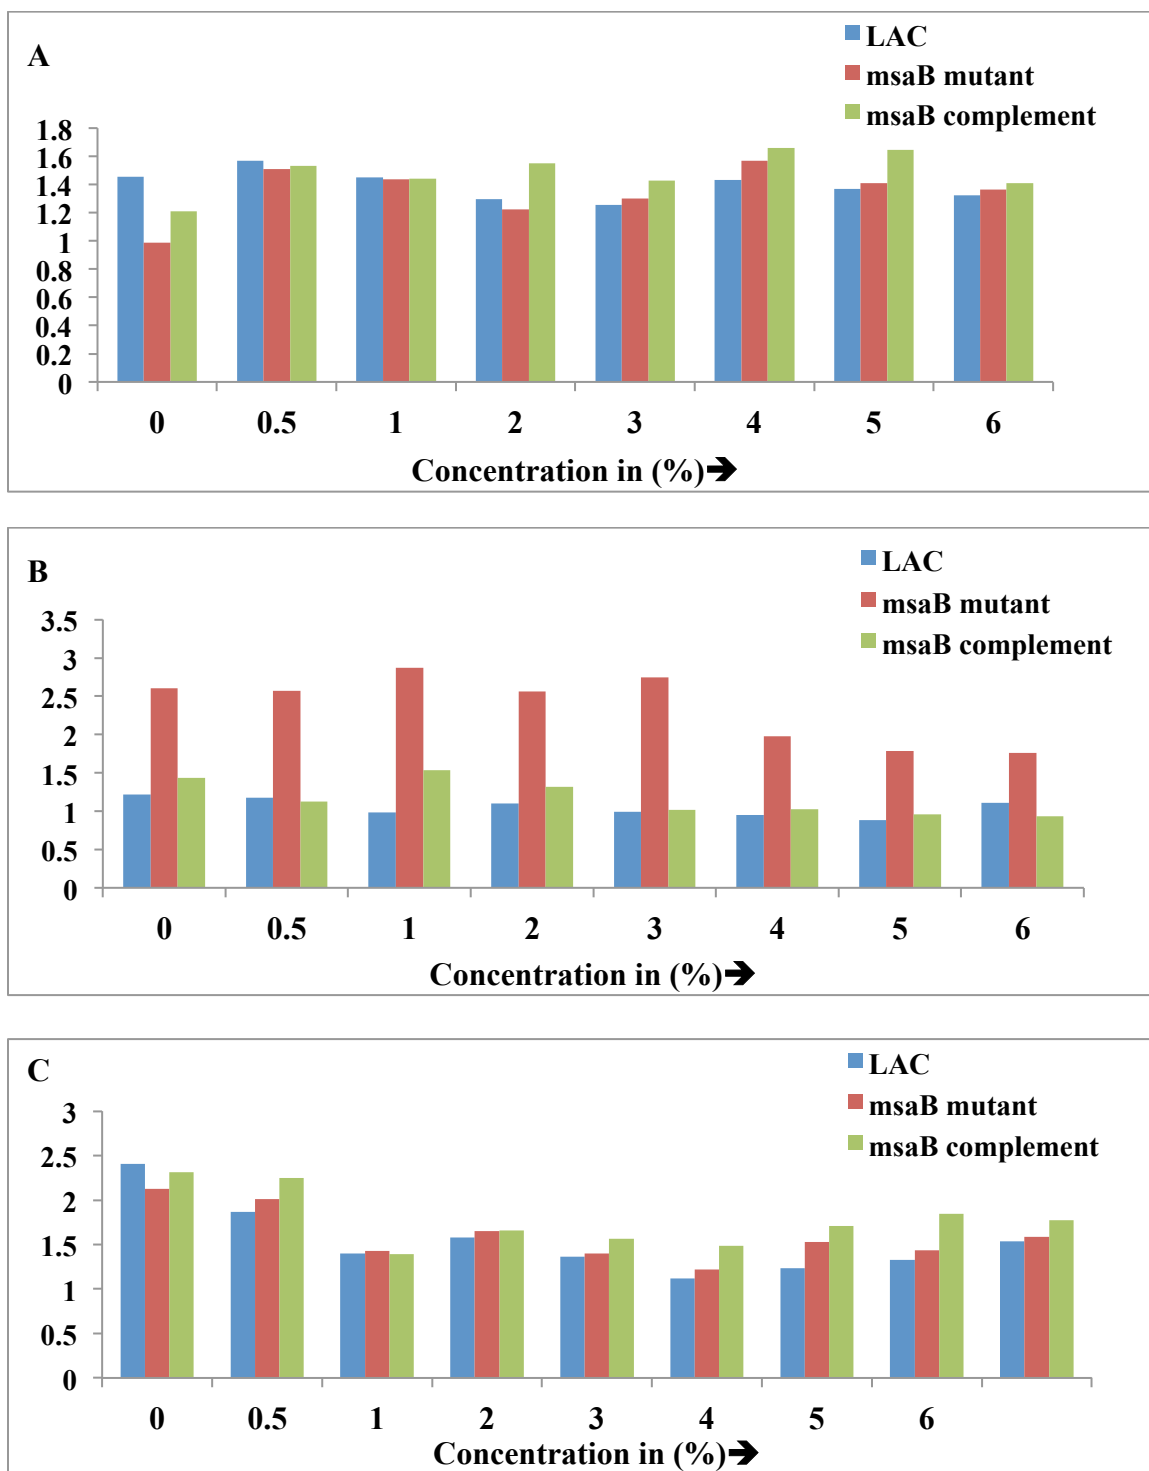 A
LAC
msaB mutant
msaB complement
1.8
1.6
1.4
1.2
1
0.8
0.6
0.4
0.2
0
0 0.5 1 2 3 4 5 6
Concentration in (%)➔
B
LAC
msaB mutant
msaB complement
3.5
3
2.5
2
1.5
1
0.5
0
0 0.5 1 2 3 4 5 6
Concentration in (%)➔
C
LAC
msaB mutant
msaB complement
3
2.5
2
1.5
1
0.5
0
0 0.5 1 2 3 4 5 6
Concentration in (%)➔